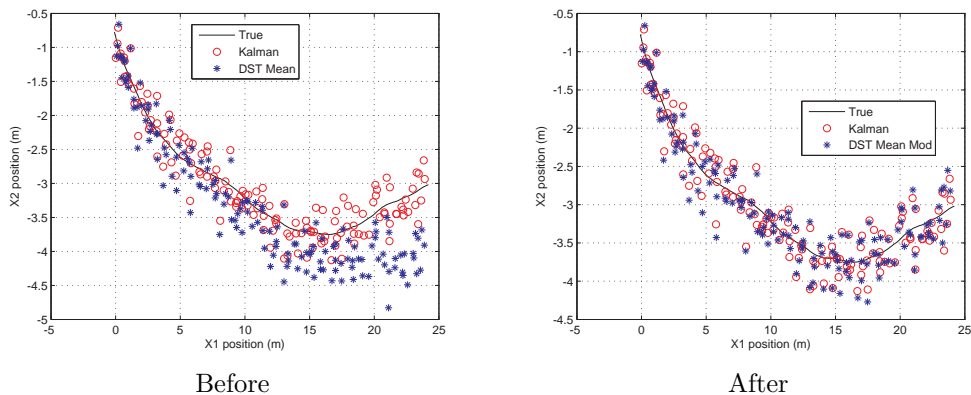 -0.5
-1
-1.5
-2
-2.5
-3
-3.5
-4
-4.5
-5
-5
0
5
10
15
20
25
X1 position (m)
X2 position (m)
True
Kalman
DST Mean
Before
-0.5
-1
-1.5
-2
-2.5
-3
-3.5
-4
-4.5
-5
0
5
10
15
20
25
X1 position (m)
X2 position (m)
True
Kalman
DST Mean Mod
After